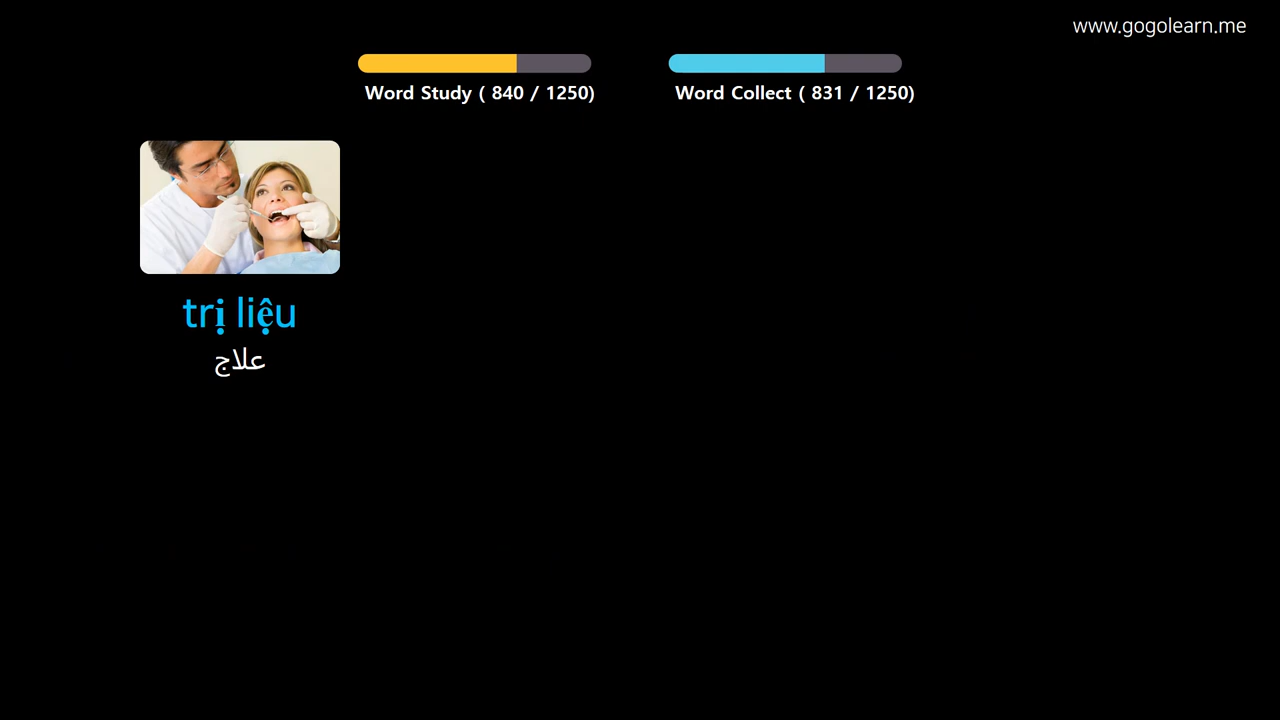 www.gogolearn.me
Word Study ( 840 / 1250)
Word Collect ( 831 / 1250)
trị liệu
علاج